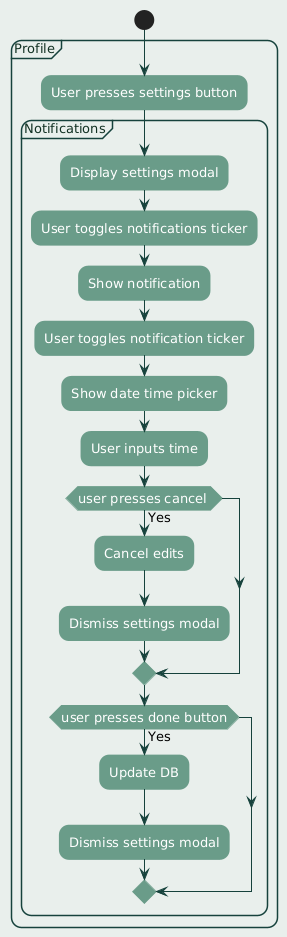 Profile
User presses settings button
Notifications
Display settings modal
User toggles notifications ticker
Show notification
User toggles notification ticker
Show date time picker
User inputs time
user presses cancel
Yes
Cancel edits
Dismiss settings modal
user presses done button
Yes
Update DB
Dismiss settings modal